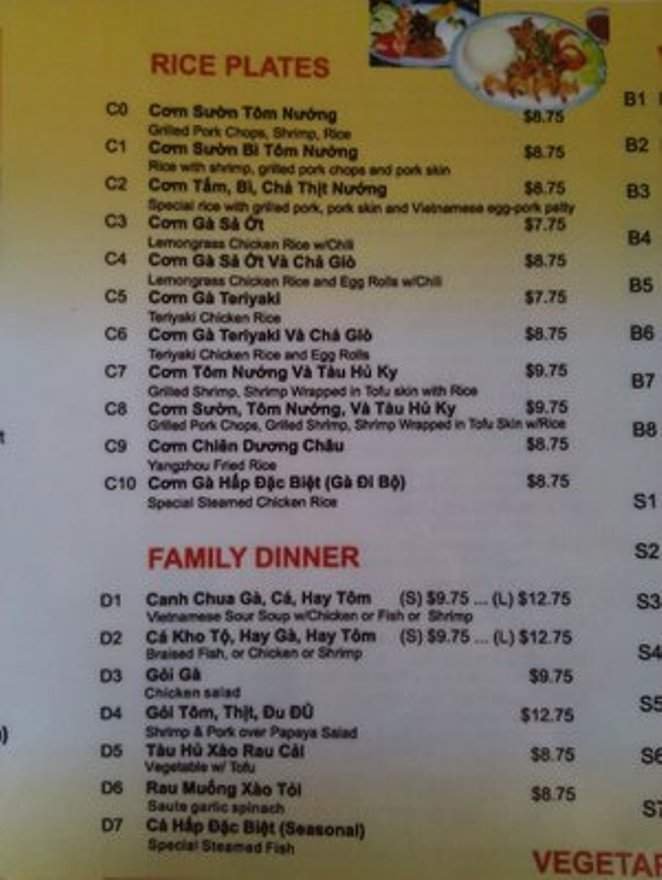 RICE PLATES
C0 Cơm Sườn Tôm Nướng $8.75
Grilled Pork Chops, Shrimp, Rice
C1 Cơm Sườn Bì Tôm Nướng $8.75
Rice with shrimp, grilled pork chops and pork skin
C2 Cơm Tấm, Bì, Chả Thịt Nướng $8.75
Special rice with grilled pork, pork skin and Vietnamese egg-pork patty
C3 Cơm Gà Sả Ớt $7.75
Lemongrass Chicken Rice w/Chili
C4 Cơm Gà Sả Ớt Và Chả Giò $8.75
Lemongrass Chicken Rice and Egg Rolls w/Chili
C5 Cơm Gà Teriyaki $7.75
Teriyaki Chicken Rice
C6 Cơm Gà Teriyaki Và Chả Giò $8.75
Teriyaki Chicken Rice and Egg Rolls
C7 Cơm Tôm Nướng Và Tàu Hủ Ky $9.75
Grilled Shrimp, Shrimp Wrapped in Tofu skin with Rice
C8 Cơm Sườn, Tôm Nướng, Và Tàu Hủ Ky $9.75
Grilled Pork Chops, Grilled Shrimp, Shrimp Wrapped in Tofu Skin w/Rice
C9 Cơm Chiên Dương Châu $8.75
Yangzhou Fried Rice
C10 Cơm Gà Hấp Đặc Biệt (Gà Đi Bộ) $8.75
Special Steamed Chicken Rice
FAMILY DINNER
D1 Canh Chua Gà, Cá, Hay Tôm (S) $9.75 ... (L) $12.75
Vietnamese Sour Soup w/Chicken or Fish or Shrimp
D2 Cá Kho Tộ, Hay Gà, Hay Tôm (S) $9.75 ... (L) $12.75
Braised Fish, or Chicken or Shrimp
D3 Gỏi Gà $9.75
Chicken salad
D4 Gỏi Tôm, Thịt, Đu ĐỦ $12.75
Shrimp & Pork over Papaya Salad
D5 Tàu Hủ Xào Rau Cải $8.75
Vegetable w/ Tofu
D6 Rau Muống Xào Tỏi $8.75
Saute garlic spinach
D7 Cá Hấp Đặc Biệt (Seasonal)
Special Steamed Fish
B1
B2
B3
B4
B5
B6
B7
B8
S1
S2
S3
S4
S5
S6
S7